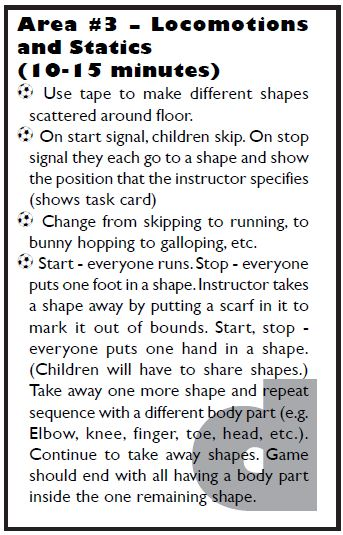 Area #3 – Locomotions
and Statics
(10-15 minutes)
Use tape to make different shapes
scattered around floor.
On start signal, children skip. On stop
signal they each go to a shape and show
the position that the instructor specifies
(shows task card)
Change from skipping to running, to
bunny hopping to galloping, etc.
Start - everyone runs. Stop - everyone
puts one foot in a shape. Instructor takes
a shape away by putting a scarf in it to
mark it out of bounds. Start, stop -
everyone puts one hand in a shape.
(Children will have to share shapes.)
Take away one more shape and repeat
sequence with a different body part (e.g.
Elbow, knee, finger, toe, head, etc.).
Continue to take away shapes. Game
should end with all having a body part
inside the one remaining shape.
d